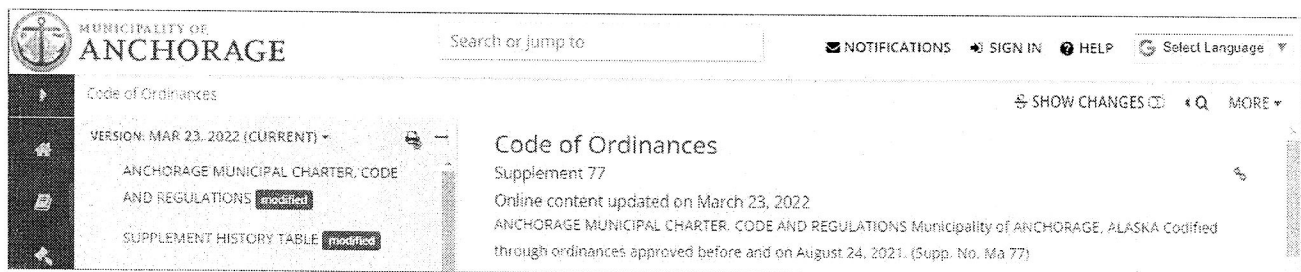 MUNICIPALITY OF
ANCHORAGE
Search or jump to
NOTIFICATIONS SIGN IN HELP G Select Language
Code of Ordinances
SHOW CHANGES MORE
VERSION: MAR 23, 2022 (CURRENT)
ANCHORAGE MUNICIPAL CHARTER, CODE
AND REGULATIONS modified
SUPPLEMENT HISTORY TABLE modified
Code of Ordinances
Supplement 77
Online content updated on March 23, 2022
ANCHORAGE MUNICIPAL CHARTER, CODE AND REGULATIONS Municipality of ANCHORAGE, ALASKA Codified
through ordinances approved before and on August 24, 2021. (Supp. No. Ma 77)